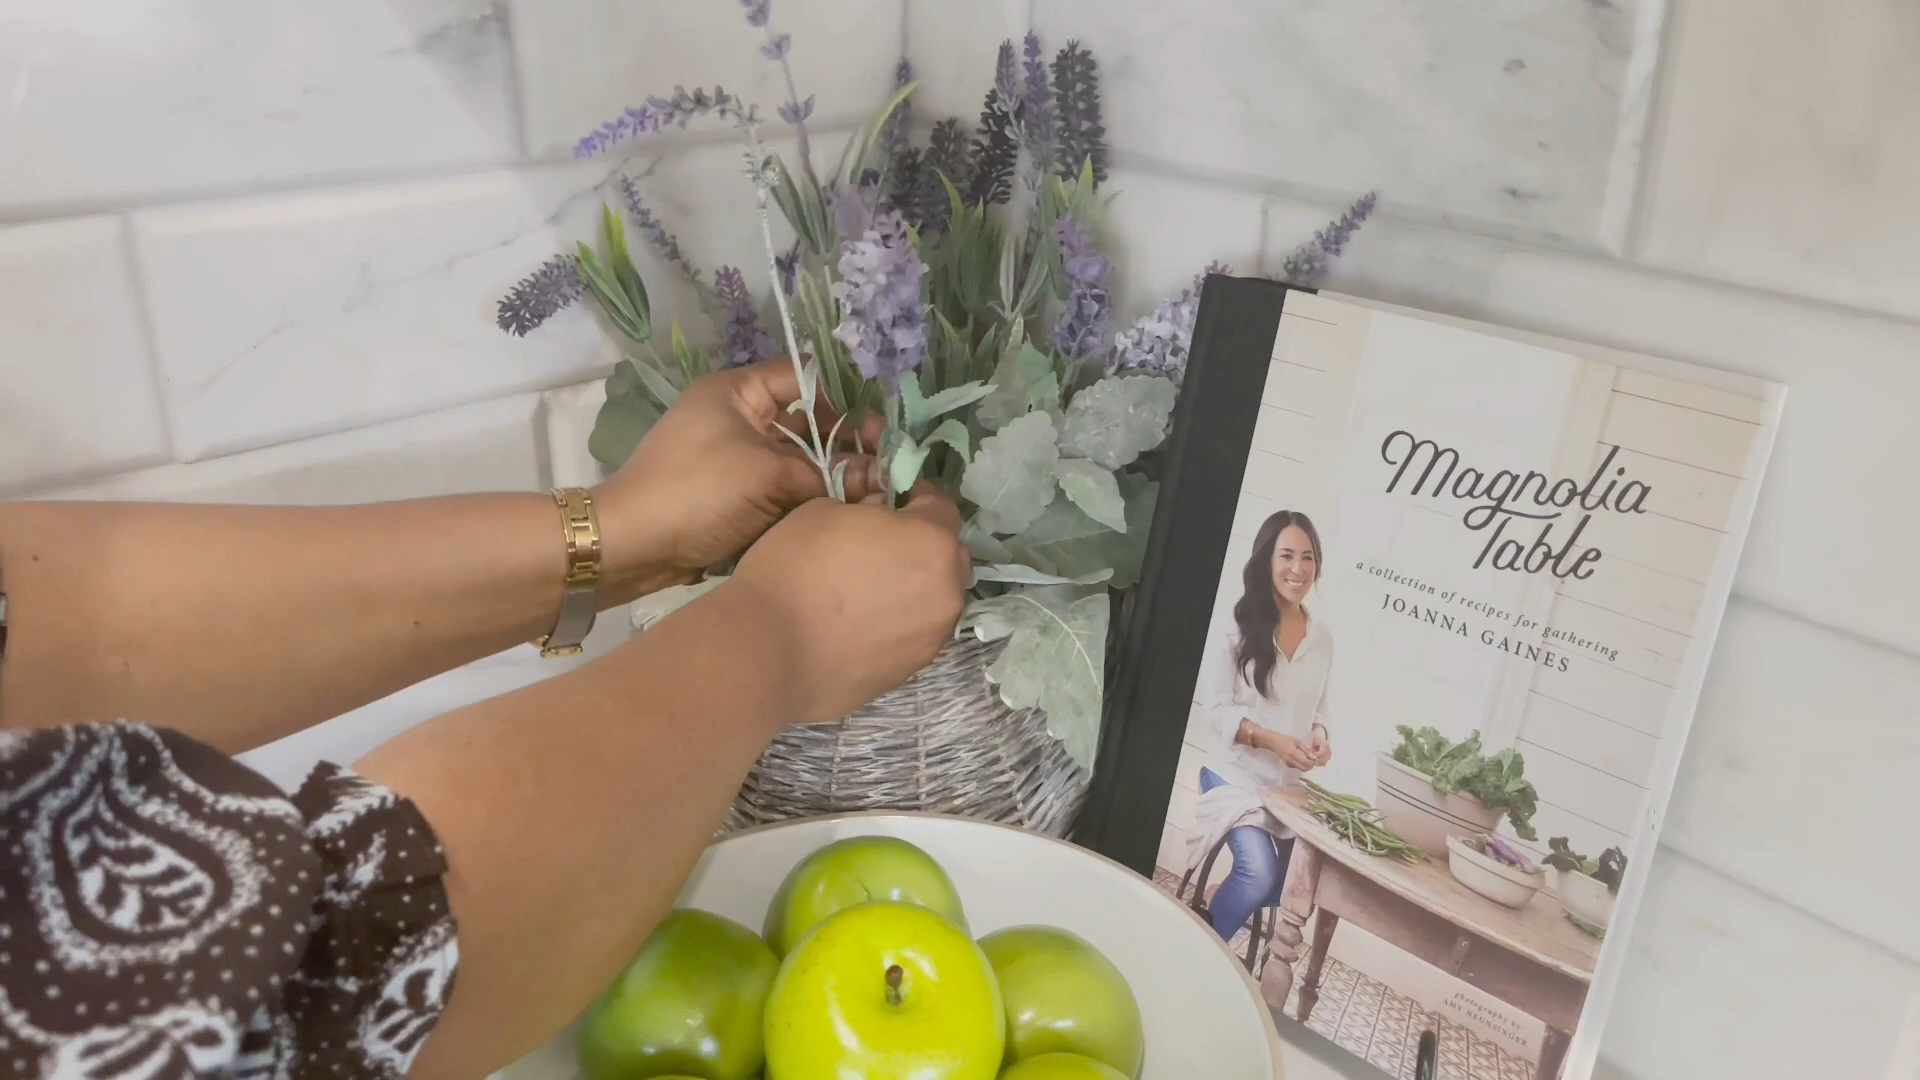 Magnolia
Table
a collection of recipes for gathering
JOANNA GAINES
photography by
AMY NEUNSINGER